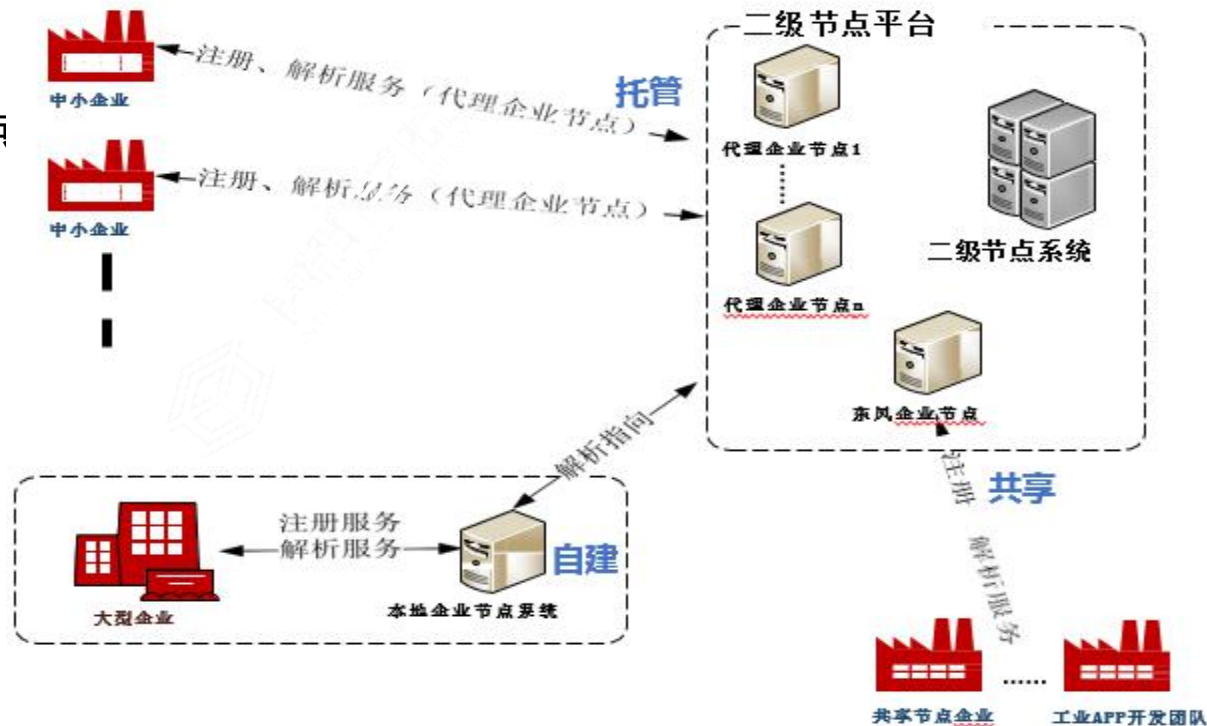 二级节点平台
中小企业
注册、解析服务（代理企业节点）
托管
代理企业节点1
......
中小企业
注册、解析服务（代理企业节点）
代理企业节点n
二级节点系统
东风企业节点
解析指向
注册
共享
解析服务
注册服务
解析服务
自建
大型企业
本地企业节点系统
共享节点企业
......
工业APP开发团队